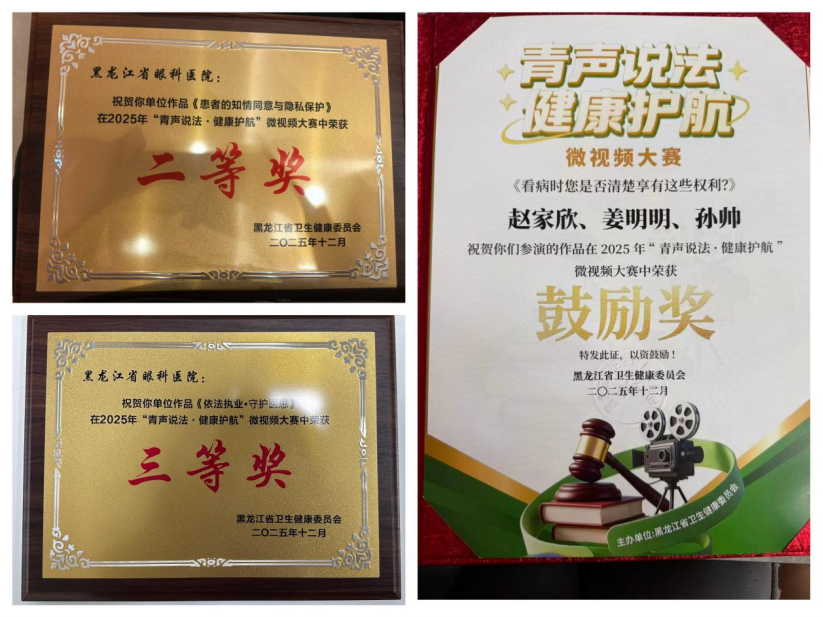 黑龙江省眼科医院：
祝贺你单位作品《患者的知情同意与隐私保护》
在2025年“青声说法·健康护航”微视频大赛中荣获
二等奖
黑龙江省卫生健康委员会
二〇二五年十二月
黑龙江省眼科医院：
祝贺你单位作品《依法执业•守护医患》
在2025年“青声说法·健康护航”微视频大赛中荣获
三等奖
黑龙江省卫生健康委员会
二〇二五年十二月
青声说法
健康护航
微视频大赛
《看病时您是否清楚享有这些权利?》
赵家欣、姜明明、孙帅
祝贺你们参演的作品在 2025 年“青声说法·健康护航”
微视频大赛中荣获
鼓励奖
特发此证，以资鼓励！
黑龙江省卫生健康委员会
二〇二五年十二月
主办单位:黑龙江省卫生健康委员会